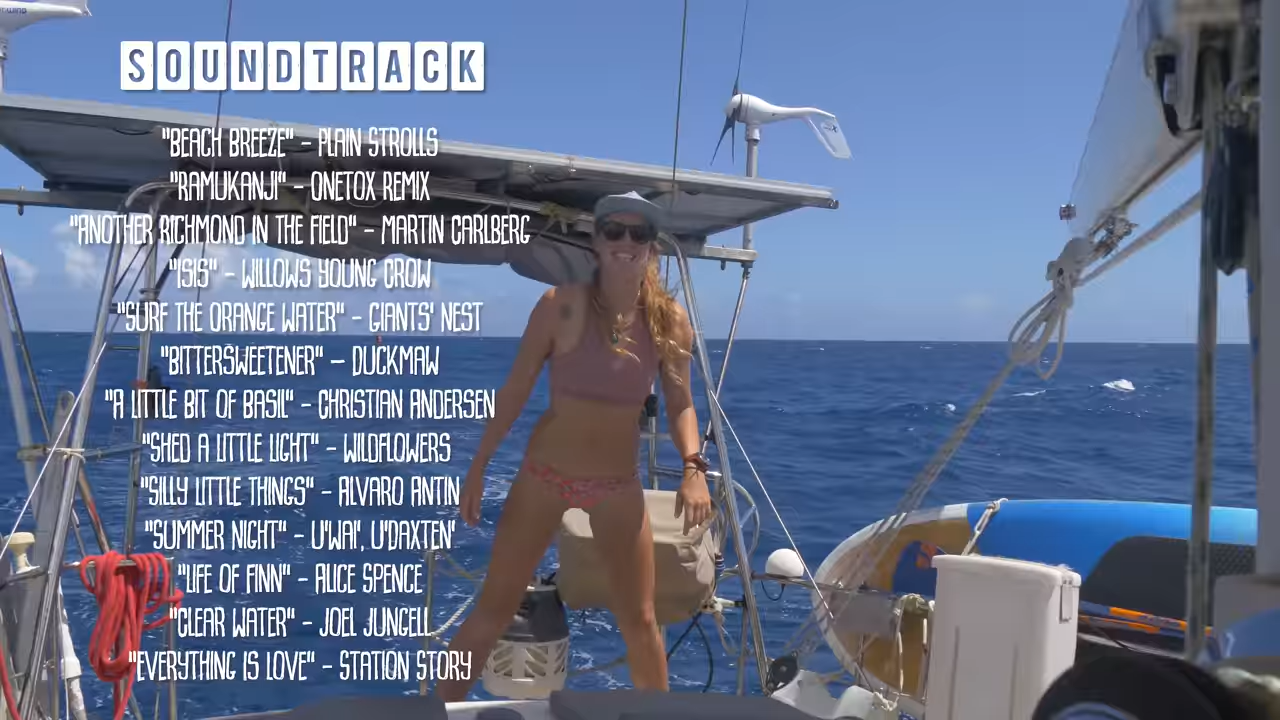 SOUNDTRACK
"BEACH BREEZE" – PLAIN STROLLS
"RAMUKANJI" – ONETOX REMIX
"ANOTHER RICHMOND IN THE FIELD" – MARTIN CARLBERG
"ISIS" – WILLOWS YOUNG CROW
"SURF THE ORANGE WATER" – GIANTS' NEST
"BITTERSWEETENER" – DUCKMAW
"A LITTLE BIT OF BASIL" – CHRISTIAN ANDERSEN
"SHED A LITTLE LIGHT" – WILDFLOWERS
"SILLY LITTLE THINGS" – ALVARO ANTIN
"SUMMER NIGHT" – U'WAI', U'DAXTEN'
"LIFE OF FINN" – ALICE SPENCE
"CLEAR WATER" – JOEL JUNGELL
"EVERYTHING IS LOVE" – STATION STORY